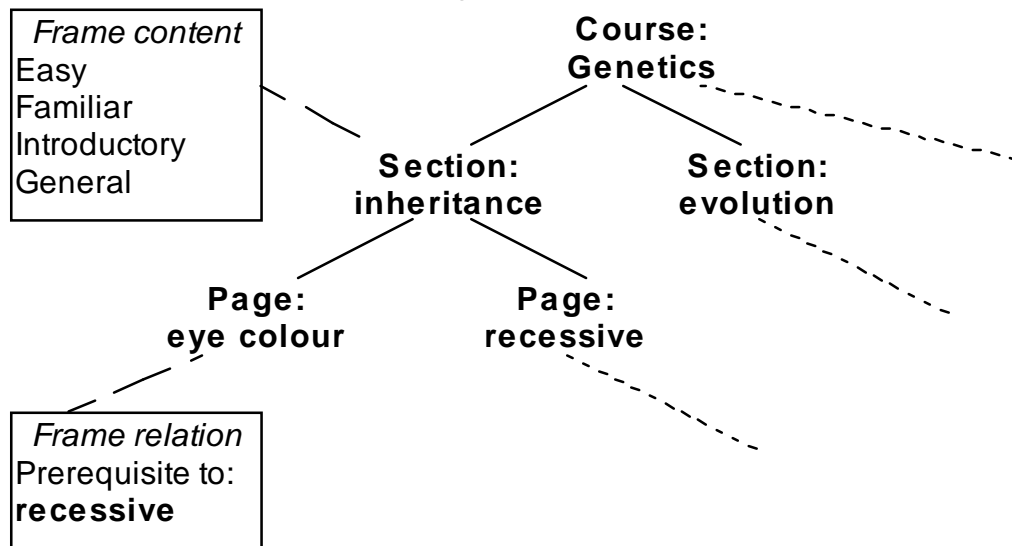 Frame content
Easy
Familiar
Introductory
General
Course:
Genetics
Section:
inheritance
Section:
evolution
Page:
eye colour
Page:
recessive
Frame relation
Prerequisite to:
recessive